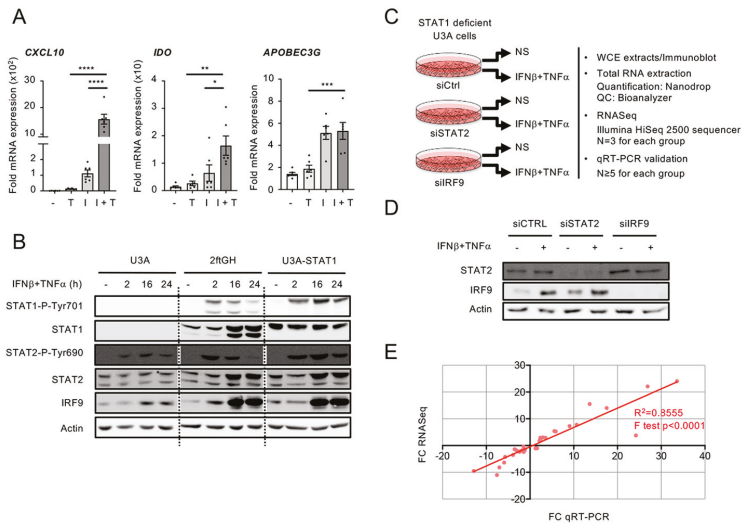 A
CXCL10
Fold mRNA expression (x10²)
30
20
10
2
1
0
****
****
- T I I + T
IDO
Fold mRNA expression (x10)
3
2
1
0
**
*
- T I I + T
APOBEC3G
Fold mRNA expression
10
8
6
4
2
0
***
- T I I + T
B
U3A 2ftGH U3A-STAT1
IFNβ+TNFα (h) - 2 16 24 - 2 16 24 - 2 16 24
STAT1-P-Tyr701
STAT1
STAT2-P-Tyr690
STAT2
IRF9
Actin
C
STAT1 deficient
U3A cells
NS
IFNβ+TNFα
siCtrl
NS
IFNβ+TNFα
siSTAT2
NS
IFNβ+TNFα
siIRF9
• WCE extracts/Immunoblot
• Total RNA extraction
Quantification: Nanodrop
QC: Bioanalyzer
• RNASeq
Illumina HiSeq 2500 sequencer
N=3 for each group
• qRT-PCR validation
N≥5 for each group
D
siCTRL siSTAT2 siIRF9
IFNβ+TNFα - + - + - +
STAT2
IRF9
Actin
E
FC RNASeq
30
20
10
0
-10
-20
-20 -10 0 10 20 30 40
R²=0.8555
F test p<0.0001
FC qRT-PCR